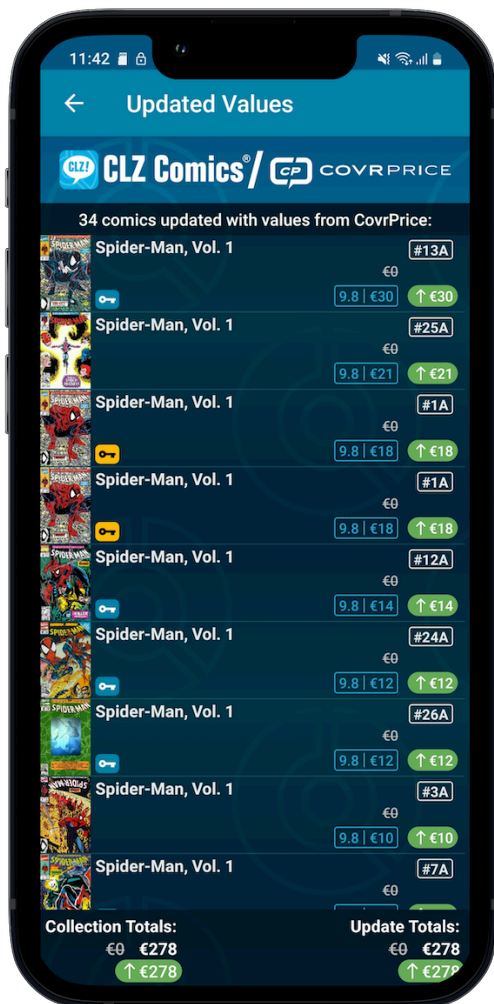 11:42
Updated Values
CLZ! CLZ Comics®/ CP COVRPRICE
34 comics updated with values from CovrPrice:
Spider-Man, Vol. 1 #13A
€0
9.8 | €30 ↑ €30
Spider-Man, Vol. 1 #25A
€0
9.8 | €21 ↑ €21
Spider-Man, Vol. 1 #1A
€0
9.8 | €18 ↑ €18
Spider-Man, Vol. 1 #1A
€0
9.8 | €18 ↑ €18
Spider-Man, Vol. 1 #12A
€0
9.8 | €14 ↑ €14
Spider-Man, Vol. 1 #24A
€0
9.8 | €12 ↑ €12
Spider-Man, Vol. 1 #26A
€0
9.8 | €12 ↑ €12
Spider-Man, Vol. 1 #3A
€0
9.8 | €10 ↑ €10
Spider-Man, Vol. 1 #7A
€0
Collection Totals: Update Totals:
€0 €278 €0 €278
↑ €278 ↑ €278